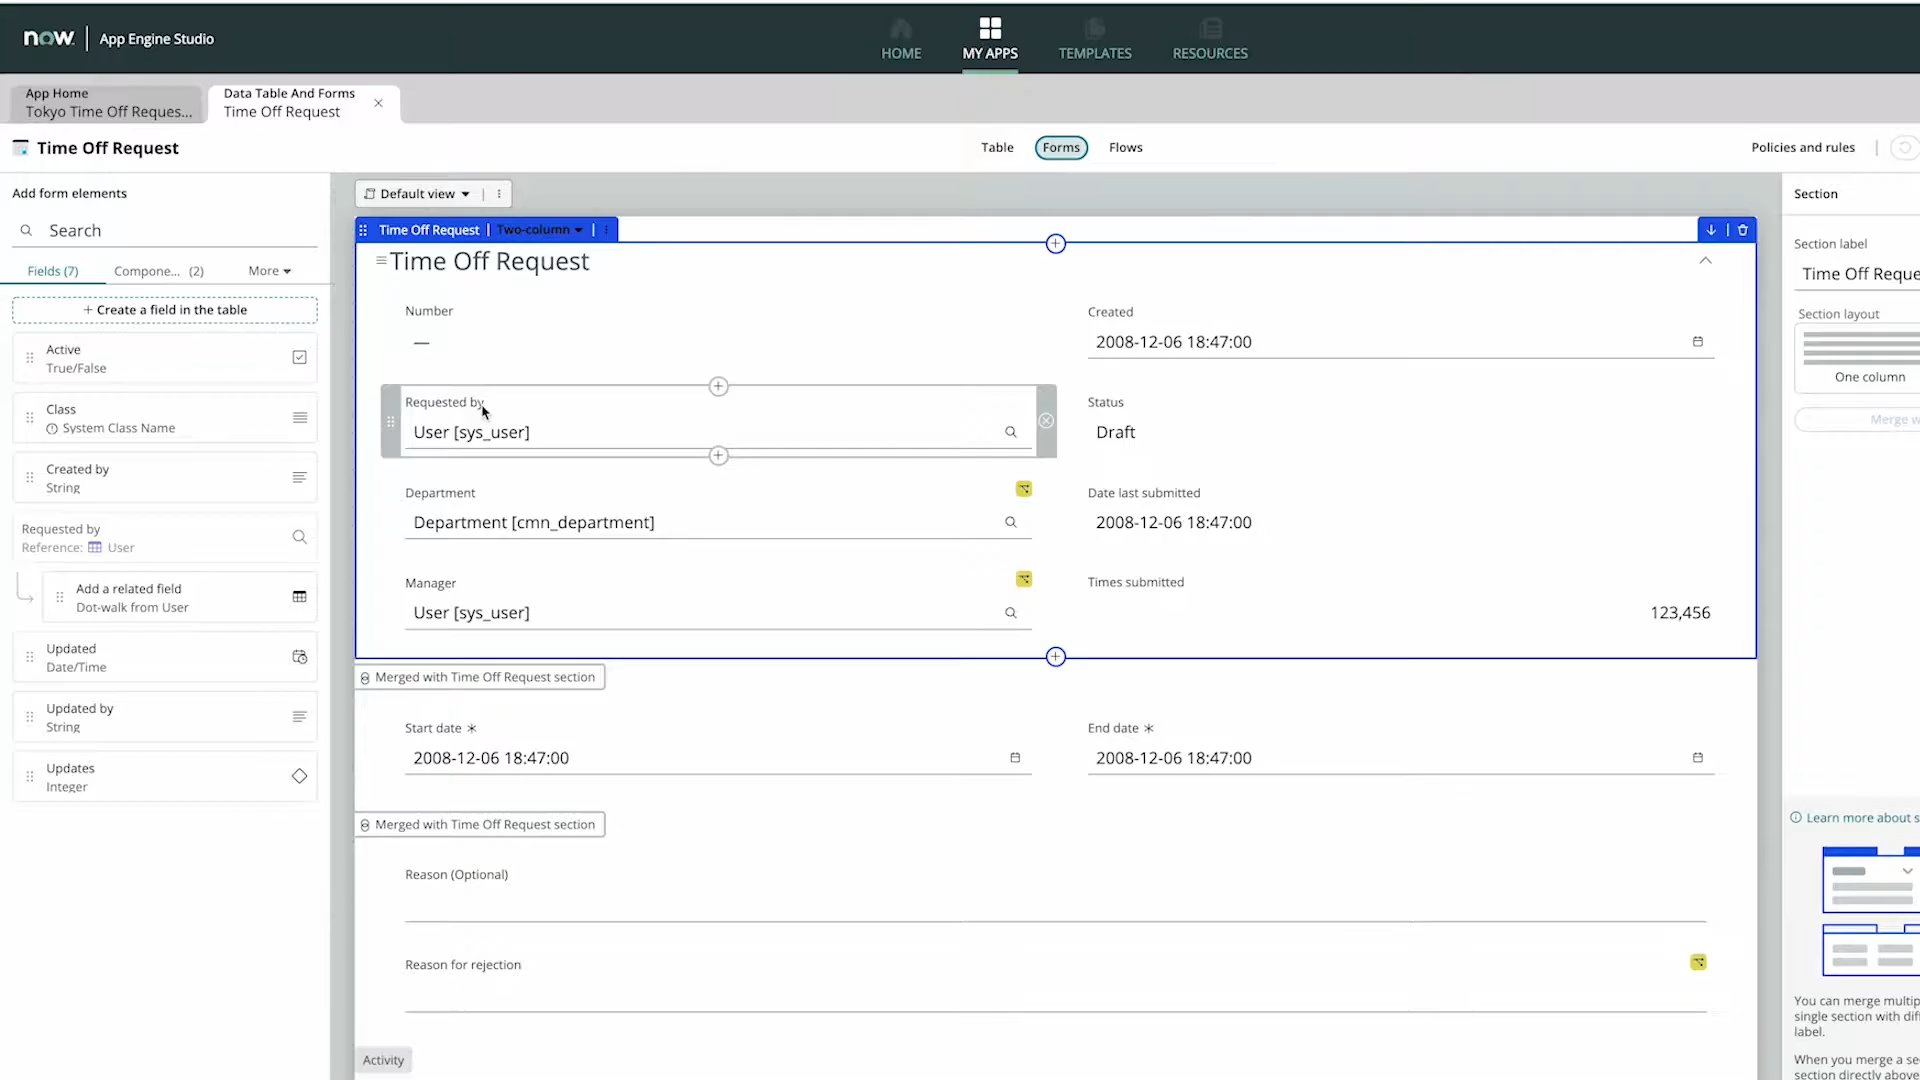 now.
App Engine Studio
HOME
MY APPS
TEMPLATES
RESOURCES
App Home
Tokyo Time Off Reques...
Data Table And Forms
Time Off Request
Time Off Request
Table
Forms
Flows
Policies and rules
Add form elements
Search
Fields (7)
Compone... (2)
More
+ Create a field in the table
Active
True/False
Class
System Class Name
Created by
String
Requested by
Reference: User
Add a related field
Dot-walk from User
Updated
Date/Time
Updated by
String
Updates
Integer
Default view
Time Off Request | Two-column
Time Off Request
Number
—
Created
2008-12-06 18:47:00
Requested by
User [sys_user]
Status
Draft
Department
Department [cmn_department]
Date last submitted
2008-12-06 18:47:00
Manager
User [sys_user]
Times submitted
123,456
Merged with Time Off Request section
Start date *
2008-12-06 18:47:00
End date *
2008-12-06 18:47:00
Merged with Time Off Request section
Reason (Optional)
Reason for rejection
Activity
Section
Section label
Time Off Reque
Section layout
One column
Merge w
Learn more about s
You can merge multip
single section with diff
label.
When you merge a se
section directly above